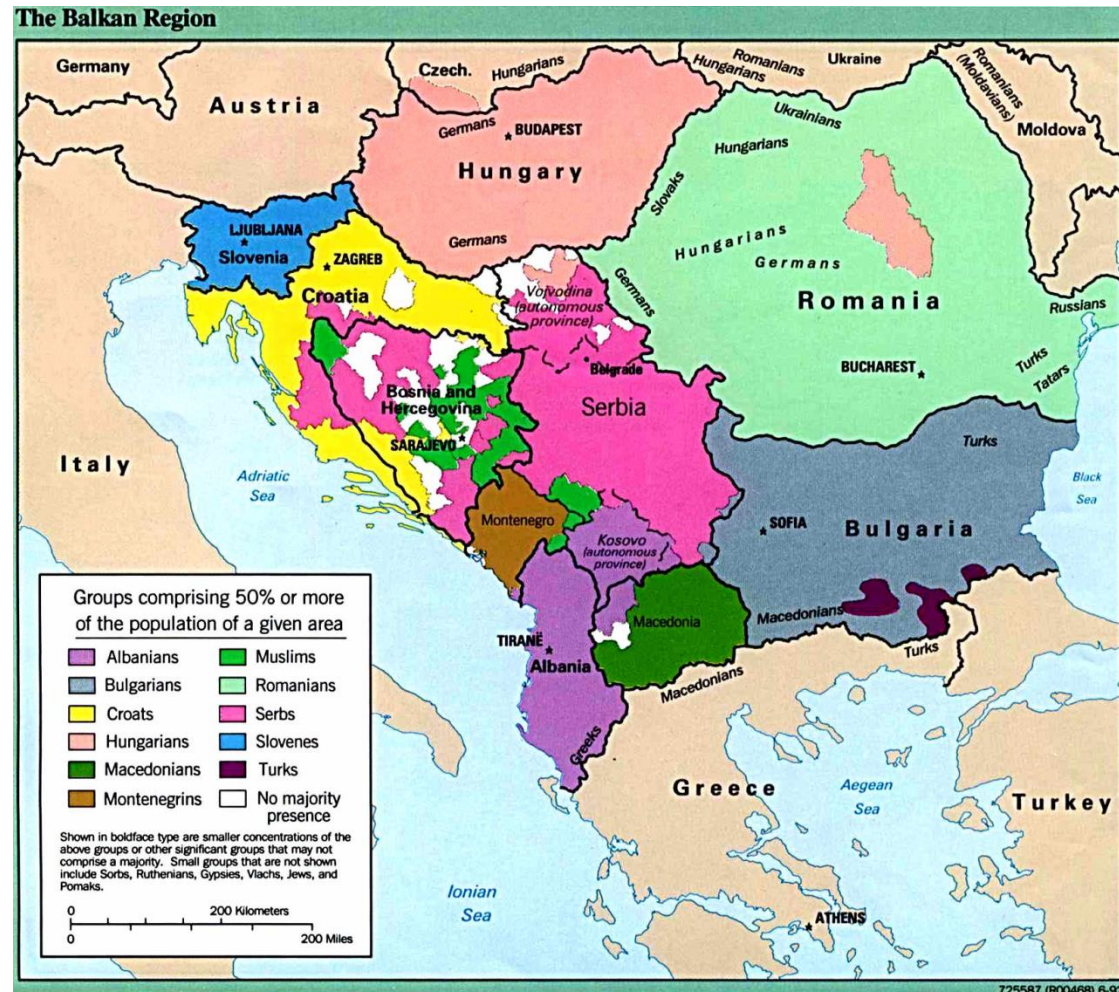 The Balkan Region
Germany
Czech.
Hungarians
Hungarians
Romanians
Ukraine
Romanians
(Moldavians)
Moldova
Austria
Germans
BUDAPEST
Hungary
Ukrainians
Hungarians
Slovaks
Germans
LJUBLJANA
Slovenia
ZAGREB
Croatia
Hungarians
Germans
Germans
Romania
Vojvodina
(autonomous
province)
Belgrade
BUCHAREST
Russians
Turks
Tatars
Bosnia and
Hercegovina
SARAJEVO
Serbia
Italy
Adriatic
Sea
Turks
Black
Sea
Montenegro
Kosovo
(autonomous
province)
SOFIA
Bulgaria
Macedonians
Macedonia
TIRANË
Albania
Turks
Macedonians
Greeks
Greece
Aegean
Sea
Turkey
Ionian
Sea
ATHENS
Groups comprising 50% or more
of the population of a given area
Albanians
Muslims
Bulgarians
Romanians
Croats
Serbs
Hungarians
Slovenes
Macedonians
Turks
Montenegrins
No majority
presence
Shown in boldface type are smaller concentrations of the
above groups or other significant groups that may not
comprise a majority. Small groups that are not shown
include Sorbs, Ruthenians, Gypsies, Vlachs, Jews, and
Pomaks.
0 200 Kilometers
0 200 Miles
725587 (R00468)